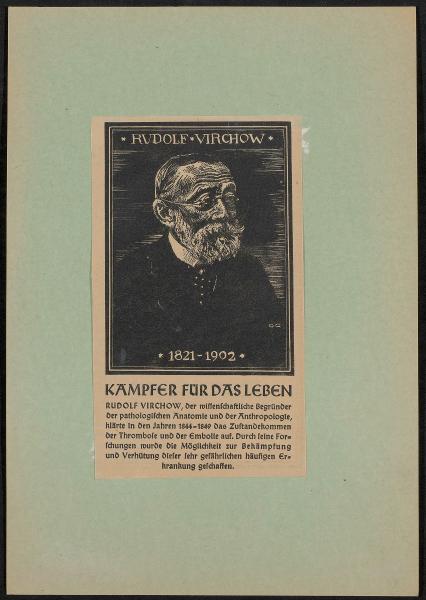 * RVDOLF * VIRCHOW *
GG
* 1821 - 1902 *
KÄMPFER FÜR DAS LEBEN
RUDOLF VIRCHOW, der wissenschaftliche Begründer
der pathologischen Anatomie und der Anthropologie,
klärte in den Jahren 1844-1849 das Zustandekommen
der Thrombose und der Embolie auf. Durch seine For-
schungen wurde die Möglichkeit zur Bekämpfung
und Verhütung dieser sehr gefährlichen häufigen Er-
krankung geschaffen.